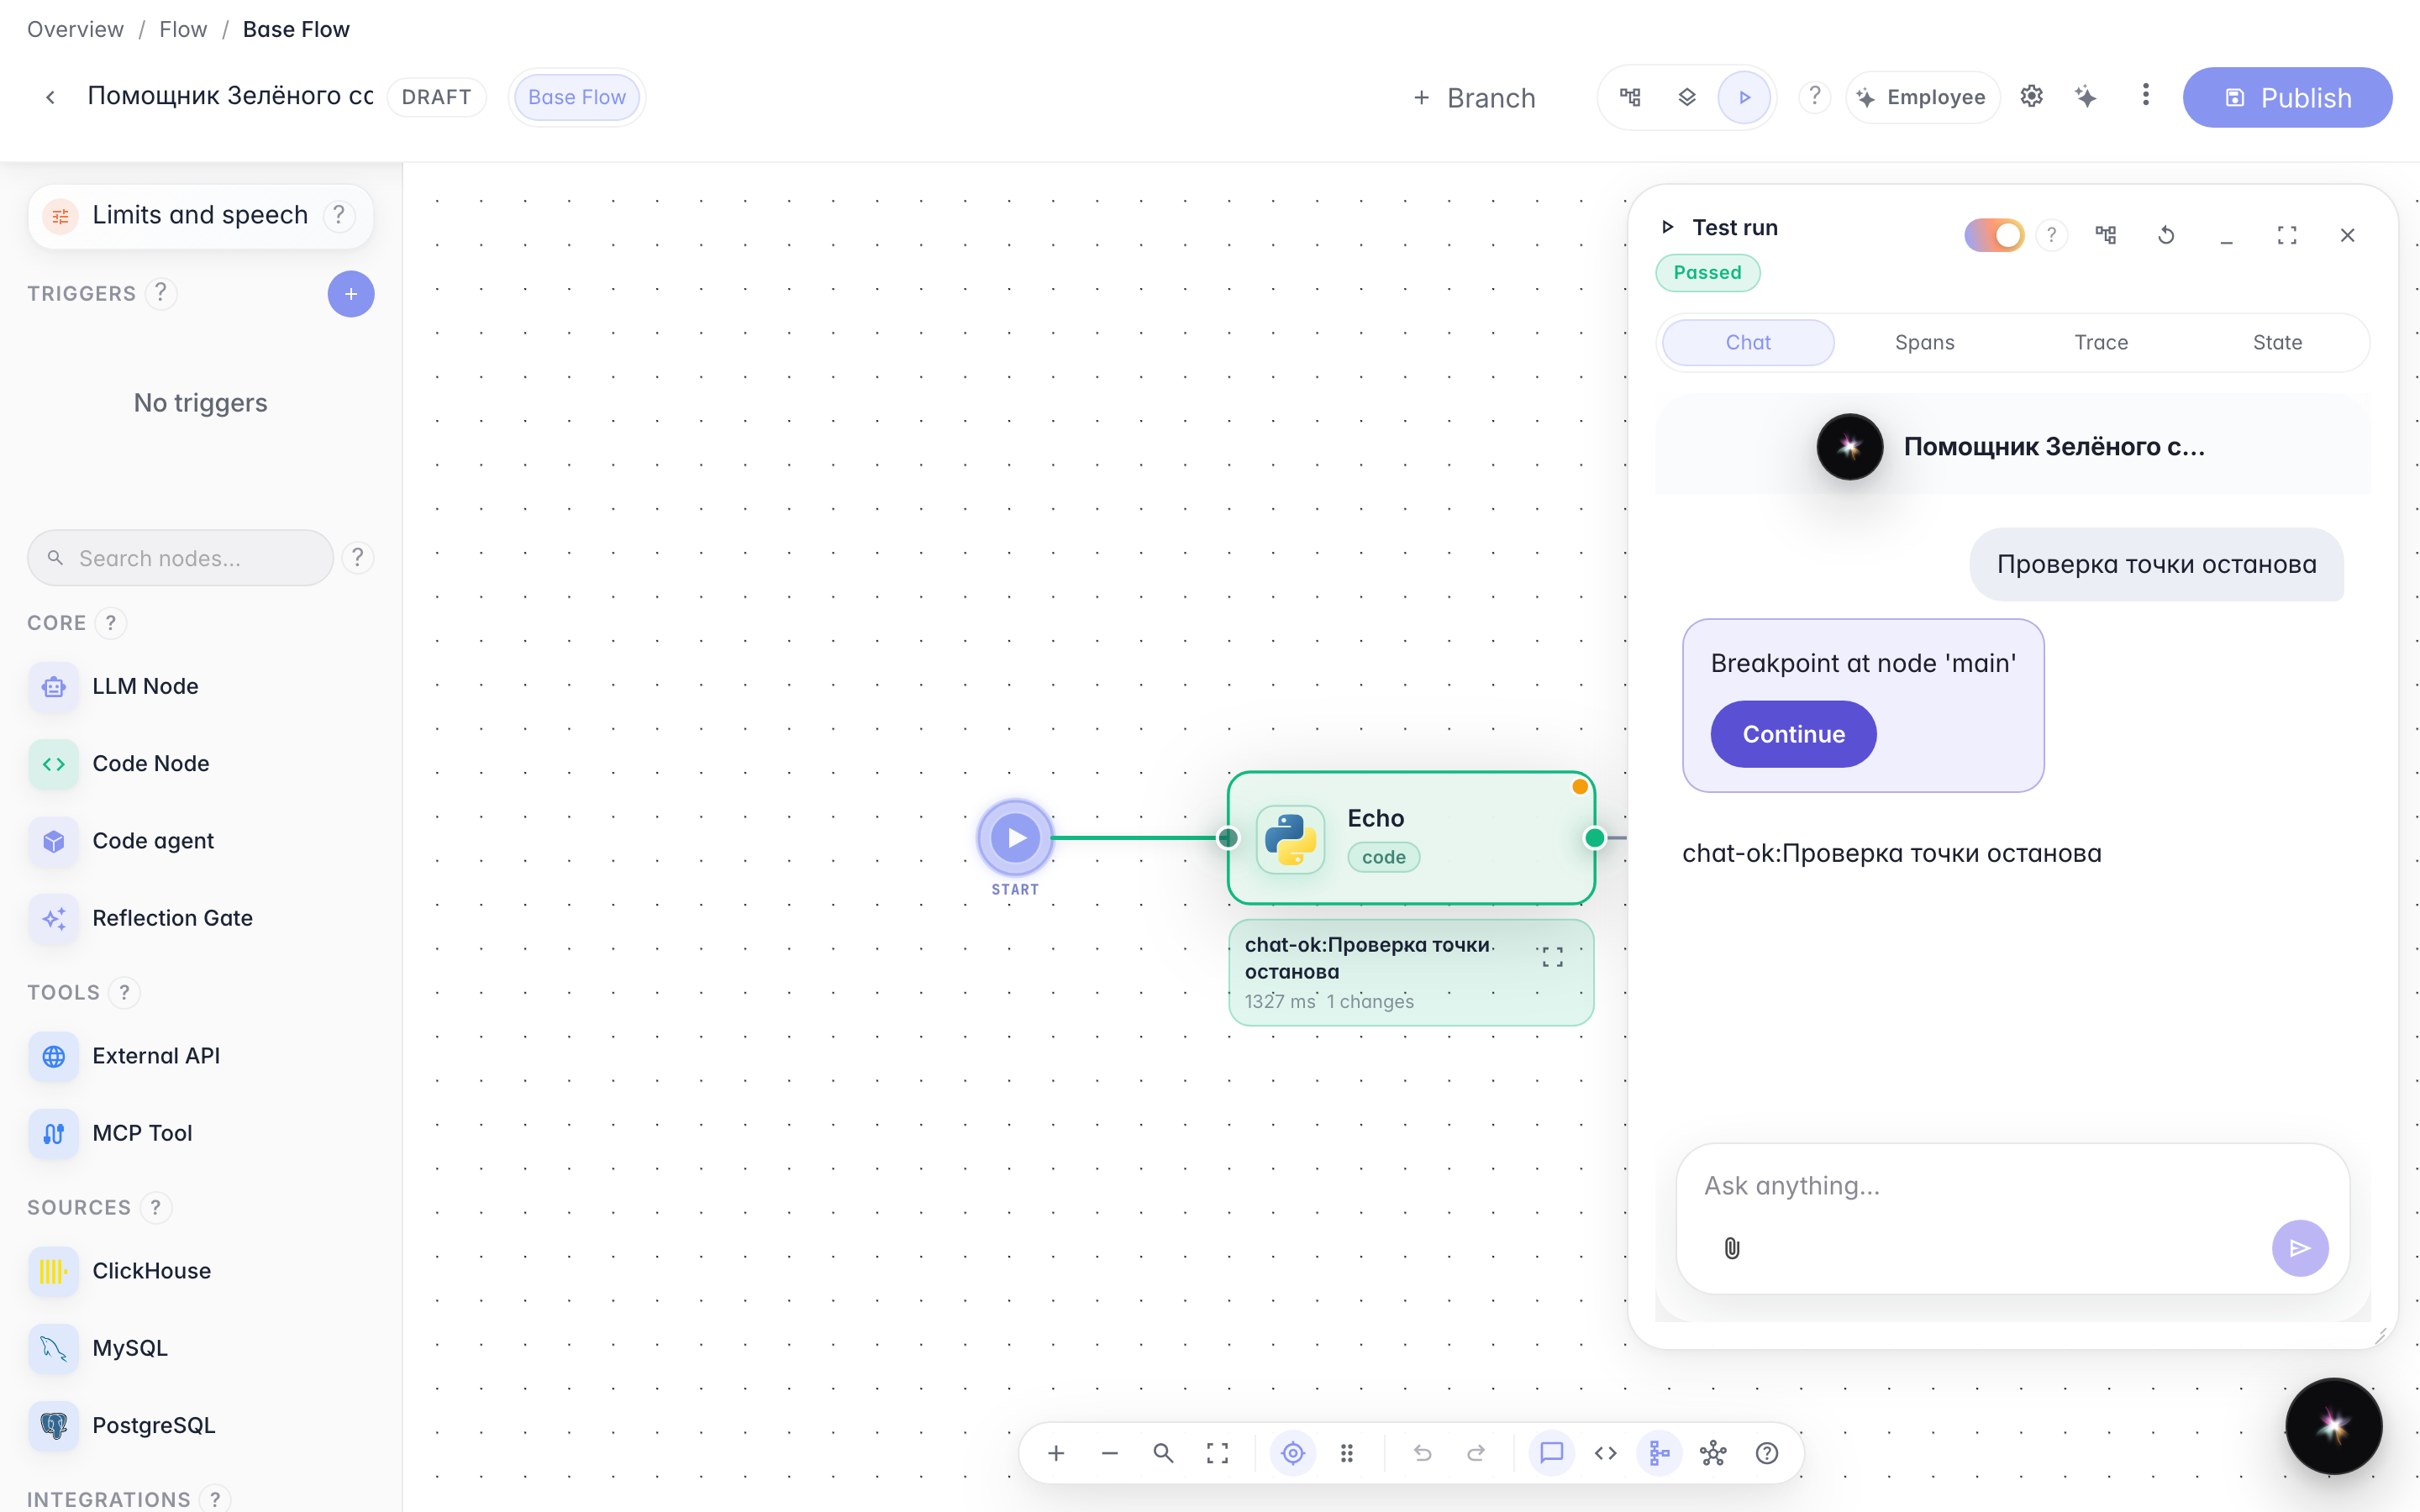 Overview / Flow / Base Flow
Помощник Зелёного со
DRAFT
Base Flow
+ Branch
?
Employee
Publish
Limits and speech ?
TRIGGERS ?
+
No triggers
Search nodes... ?
CORE ?
LLM Node
Code Node
Code agent
Reflection Gate
TOOLS ?
External API
MCP Tool
SOURCES ?
ClickHouse
MySQL
PostgreSQL
INTEGRATIONS ?
START
Echo
code
chat-ok:Проверка точки
останова
1327 ms 1 changes
Test run
?
Passed
Chat
Spans
Trace
State
Помощник Зелёного с...
Проверка точки останова
Breakpoint at node 'main'
Continue
chat-ok:Проверка точки останова
Ask anything...